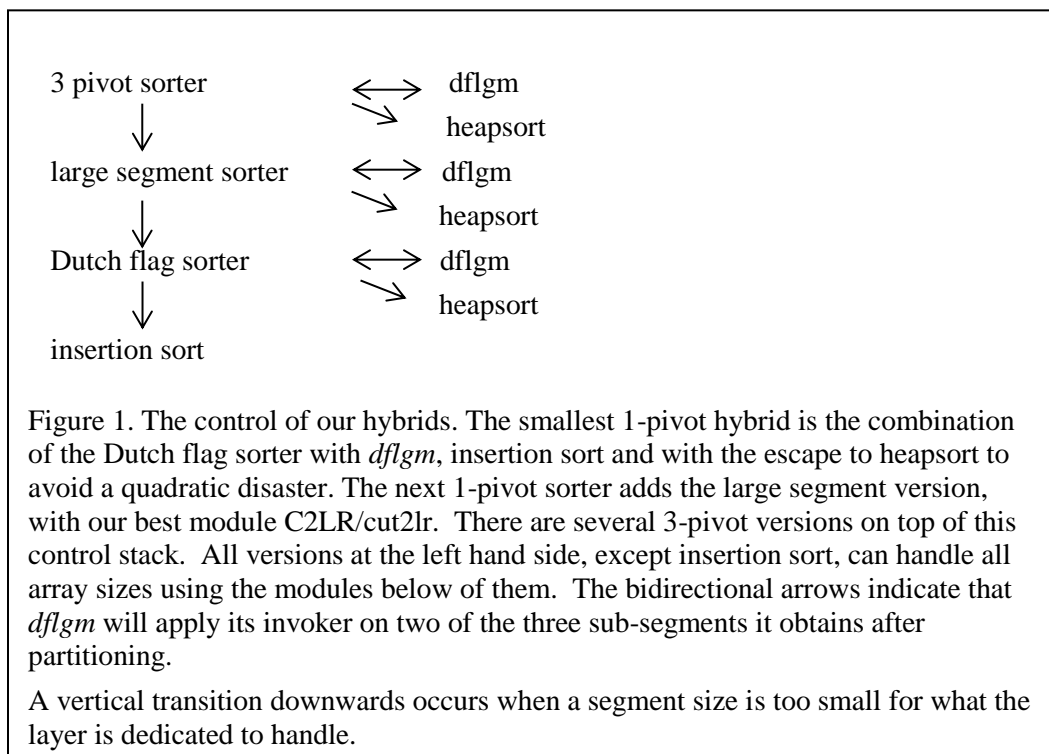 3 pivot sorter dflgm
heapsort
large segment sorter dflgm
heapsort
Dutch flag sorter dflgm
heapsort
insertion sort
Figure 1. The control of our hybrids. The smallest 1-pivot hybrid is the combination
of the Dutch flag sorter with dflgm, insertion sort and with the escape to heapsort to
avoid a quadratic disaster. The next 1-pivot sorter adds the large segment version,
with our best module C2LR/cut2lr. There are several 3-pivot versions on top of this
control stack. All versions at the left hand side, except insertion sort, can handle all
array sizes using the modules below of them. The bidirectional arrows indicate that
dflgm will apply its invoker on two of the three sub-segments it obtains after
partitioning.
A vertical transition downwards occurs when a segment size is too small for what the
layer is dedicated to handle.